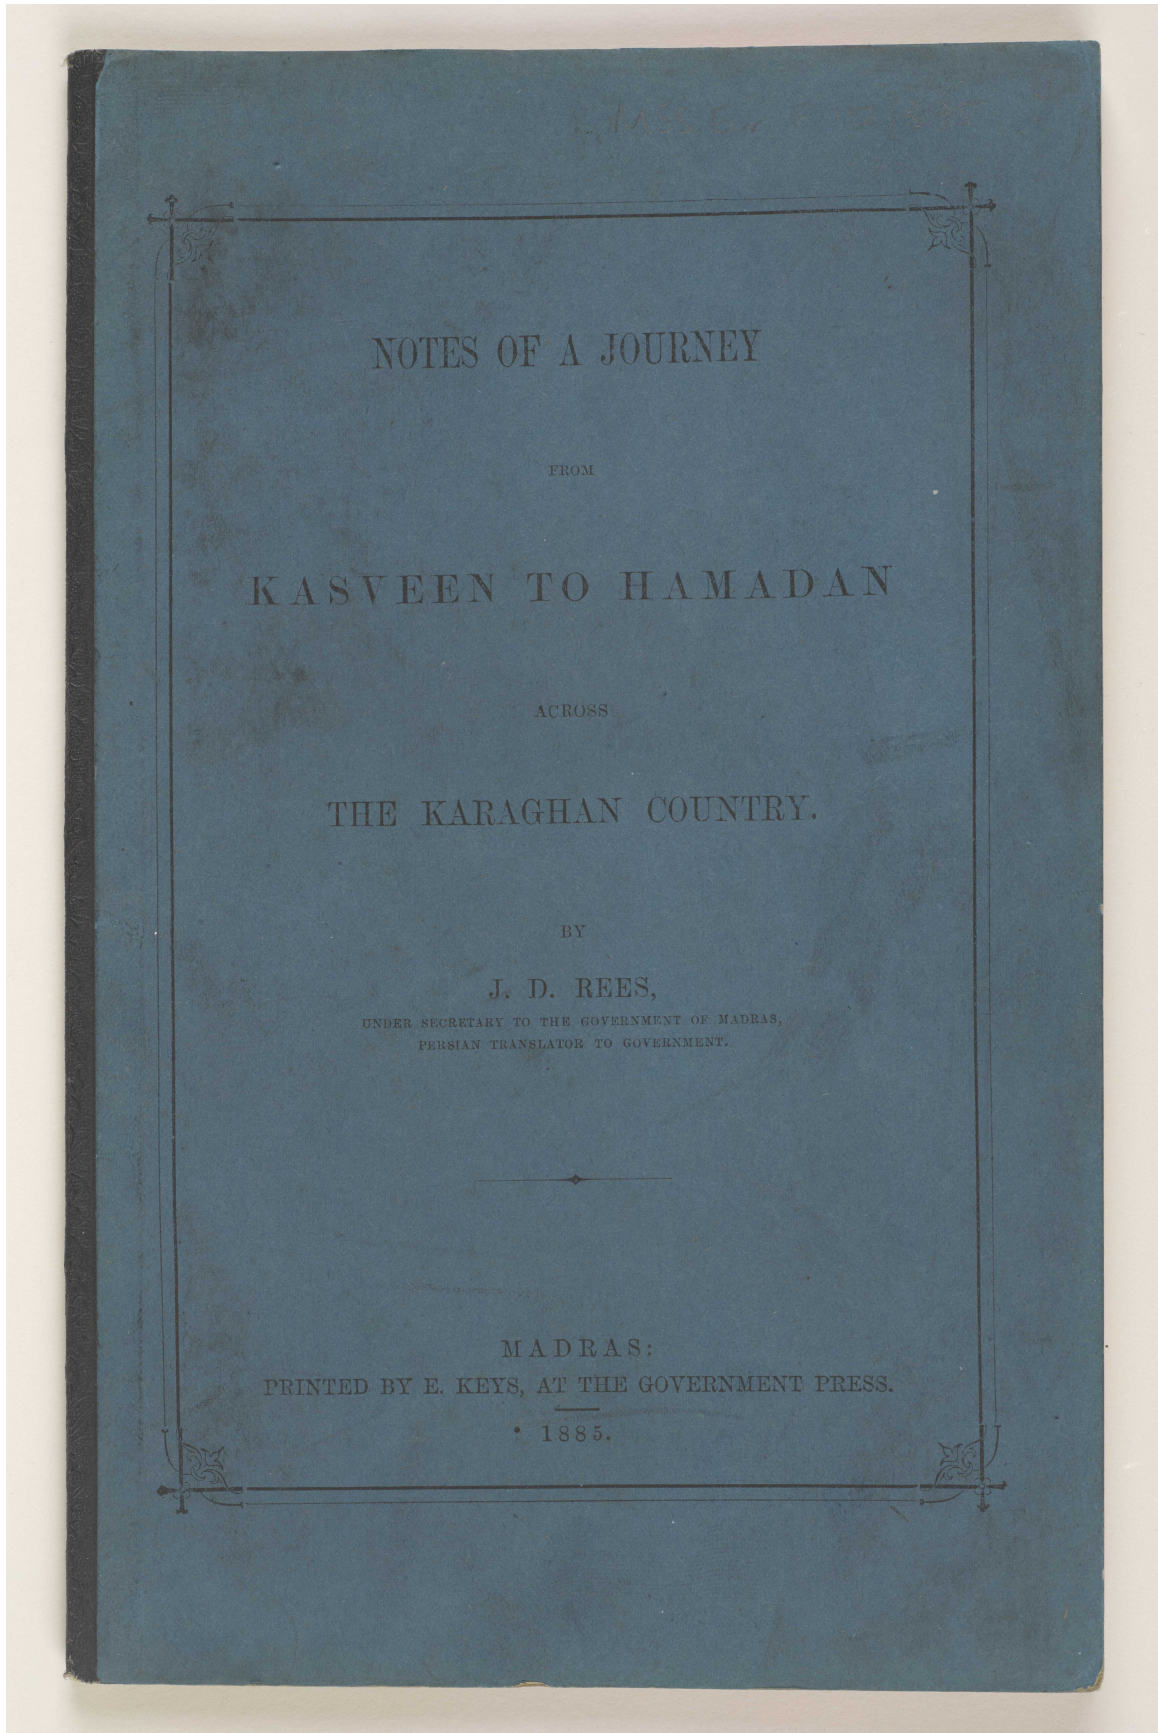 NOTES OF A JOURNEY
FROM
KASVEEN TO HAMADAN
ACROSS
THE KARAGHAN COUNTRY.
BY
J. D. REES,
UNDER SECRETARY TO THE GOVERNMENT OF MADRAS,
PERSIAN TRANSLATOR TO GOVERNMENT.
MADRAS:
PRINTED BY E. KEYS, AT THE GOVERNMENT PRESS.
1885.